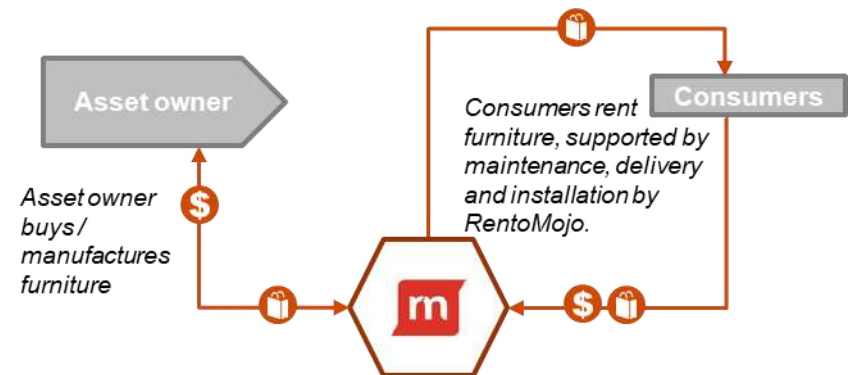 Asset owner
Consumers
Consumers rent
furniture, supported by
maintenance, delivery
and installation by
RentoMojo.
Asset owner
buys /
manufactures
furniture
$
$
rn